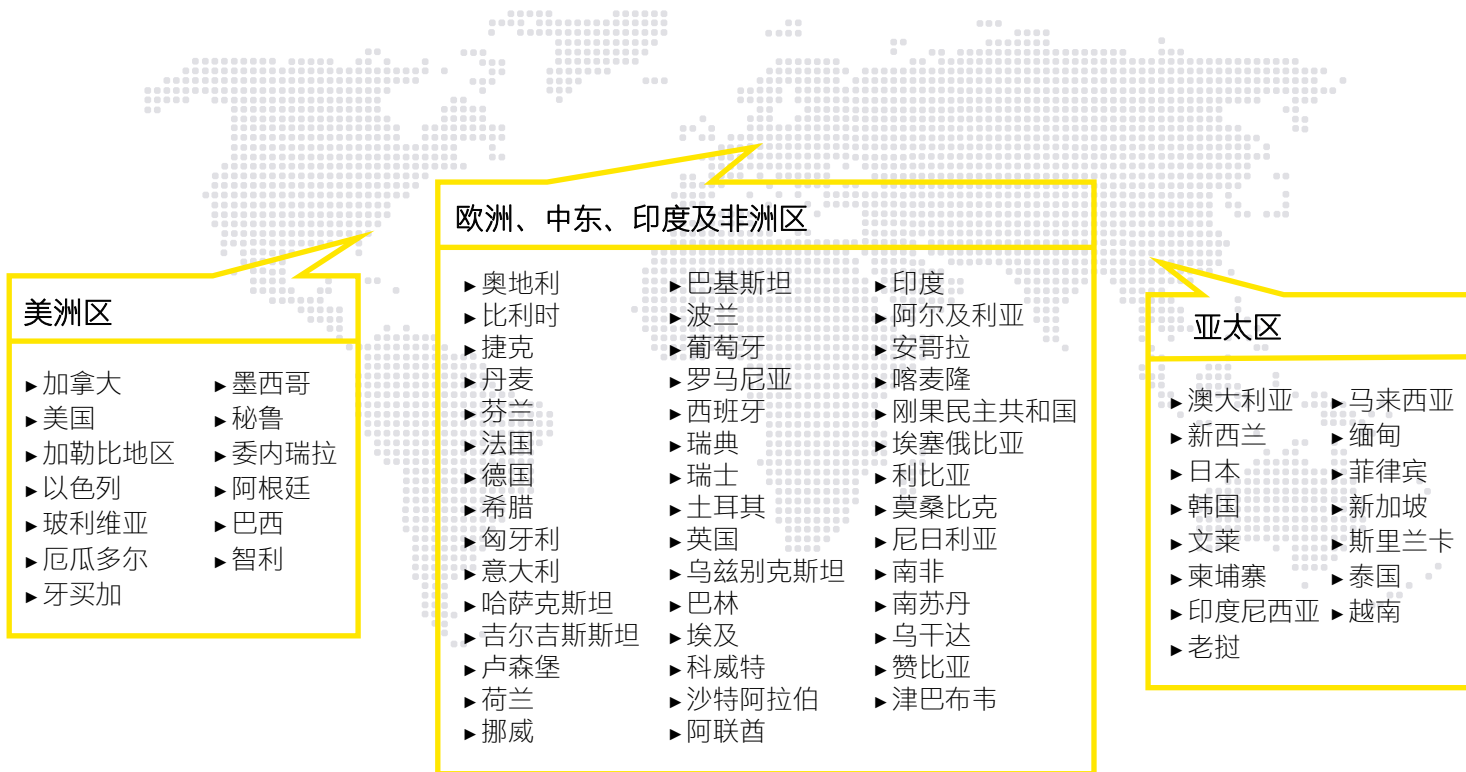 欧洲、中东、印度及非洲区
►奥地利
►比利时
►捷克
►丹麦
►芬兰
►法国
►德国
►希腊
►匈牙利
►意大利
►哈萨克斯坦
►吉尔吉斯斯坦
►卢森堡
►荷兰
►挪威
►巴基斯坦
►波兰
►葡萄牙
►罗马尼亚
►西班牙
►瑞典
►瑞士
►土耳其
►英国
►乌兹别克斯坦
►巴林
►埃及
►科威特
►沙特阿拉伯
►阿联酋
►印度
►阿尔及利亚
►安哥拉
►喀麦隆
►刚果民主共和国
►埃塞俄比亚
►利比亚
►莫桑比克
►尼日利亚
►南非
►南苏丹
►乌干达
►赞比亚
►津巴布韦
美洲区
►加拿大
►美国
►加勒比地区
►以色列
►玻利维亚
►厄瓜多尔
►牙买加
►墨西哥
►秘鲁
►委内瑞拉
►阿根廷
►巴西
►智利
亚太区
►澳大利亚
►新西兰
►日本
►韩国
►文莱
►柬埔寨
►印度尼西亚
►老挝
►马来西亚
►缅甸
►菲律宾
►新加坡
►斯里兰卡
►泰国
►越南